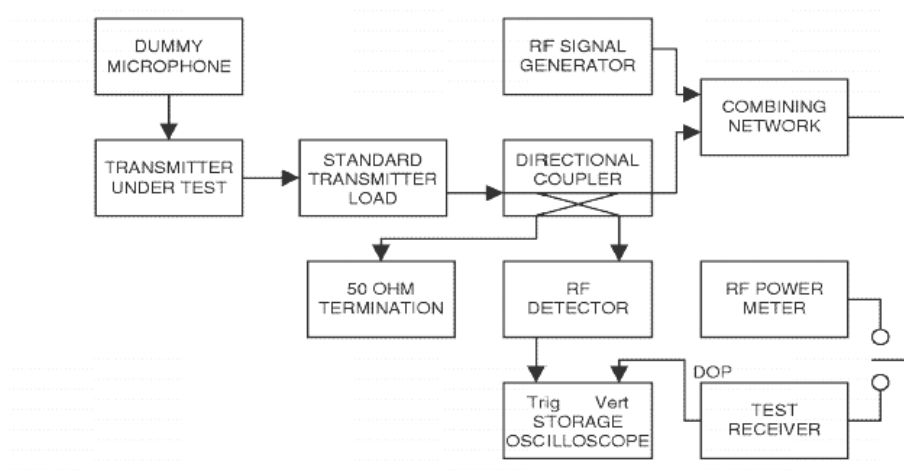 DUMMY
MICROPHONE
RF SIGNAL
GENERATOR
COMBINING
NETWORK
TRANSMITTER
UNDER TEST
STANDARD
TRANSMITTER
LOAD
DIRECTIONAL
COUPLER
50 OHM
TERMINATION
RF
DETECTOR
RF POWER
METER
DOP
Trig Vert
STORAGE
OSCILLOSCOPE
TEST
RECEIVER